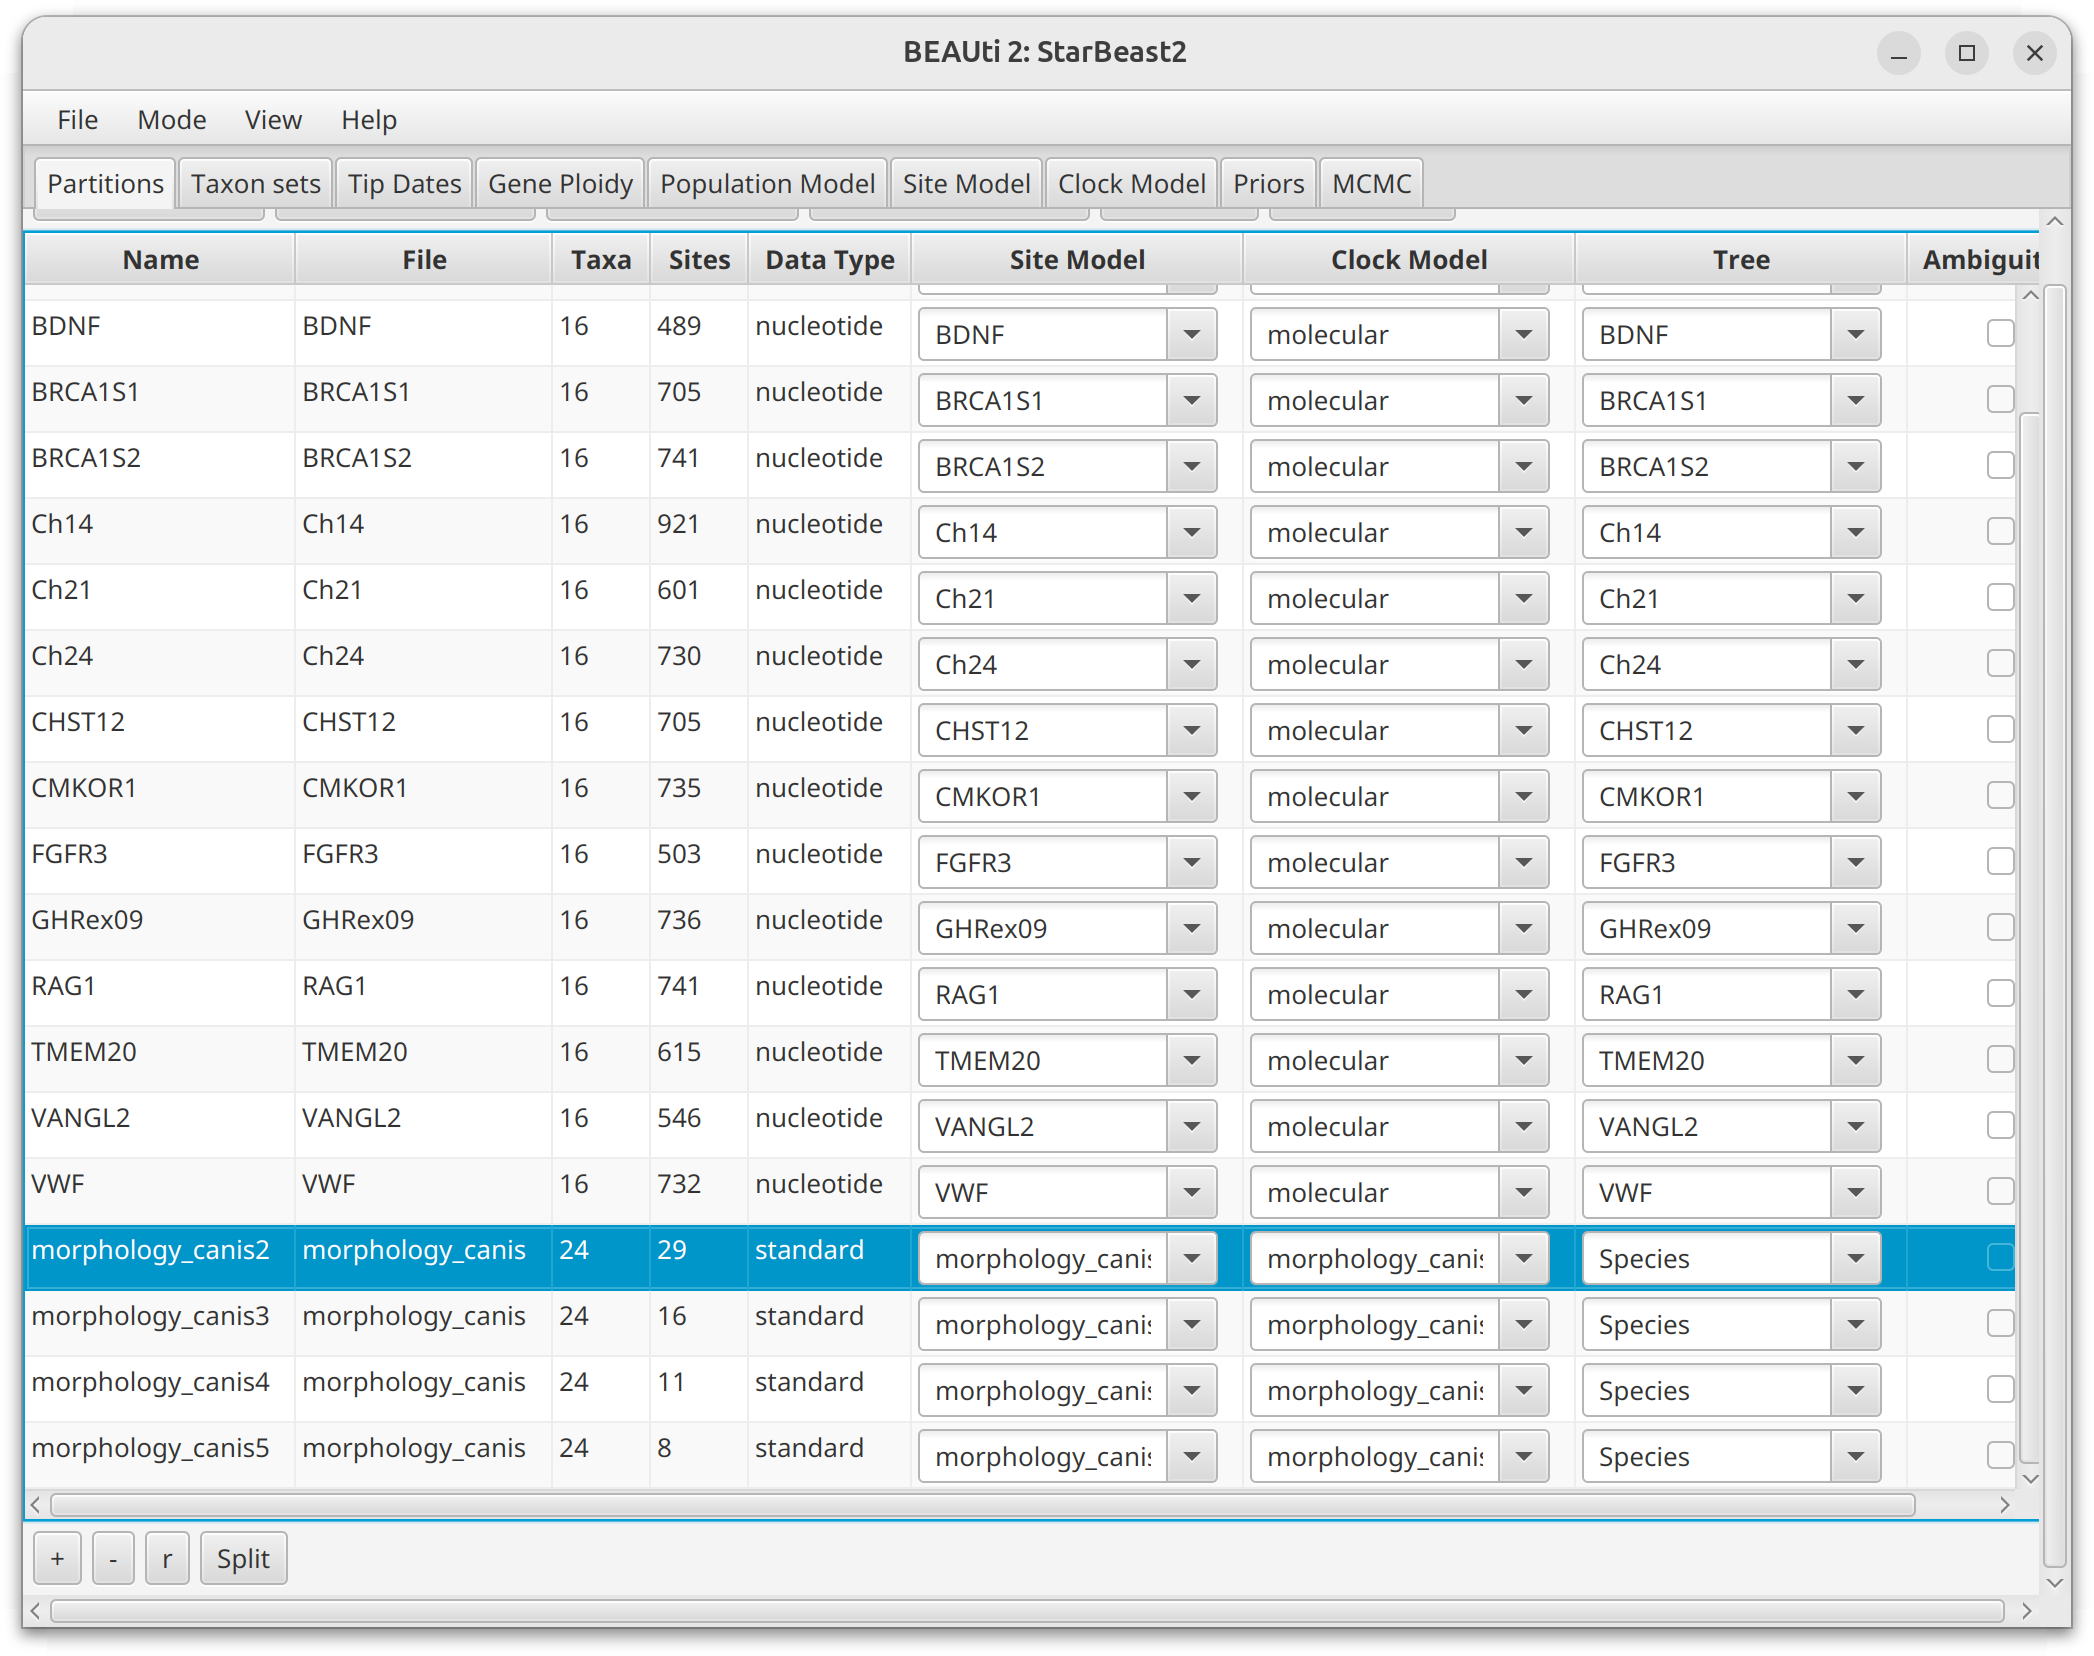 BEAUti 2: StarBeast2
File Mode View Help
Partitions Taxon sets Tip Dates Gene Ploidy Population Model Site Model Clock Model Priors MCMC
Name File Taxa Sites Data Type Site Model Clock Model Tree Ambiguit
BDNF BDNF 16 489 nucleotide BDNF molecular BDNF
BRCA1S1 BRCA1S1 16 705 nucleotide BRCA1S1 molecular BRCA1S1
BRCA1S2 BRCA1S2 16 741 nucleotide BRCA1S2 molecular BRCA1S2
Ch14 Ch14 16 921 nucleotide Ch14 molecular Ch14
Ch21 Ch21 16 601 nucleotide Ch21 molecular Ch21
Ch24 Ch24 16 730 nucleotide Ch24 molecular Ch24
CHST12 CHST12 16 705 nucleotide CHST12 molecular CHST12
CMKOR1 CMKOR1 16 735 nucleotide CMKOR1 molecular CMKOR1
FGFR3 FGFR3 16 503 nucleotide FGFR3 molecular FGFR3
GHRex09 GHRex09 16 736 nucleotide GHRex09 molecular GHRex09
RAG1 RAG1 16 741 nucleotide RAG1 molecular RAG1
TMEM20 TMEM20 16 615 nucleotide TMEM20 molecular TMEM20
VANGL2 VANGL2 16 546 nucleotide VANGL2 molecular VANGL2
VWF VWF 16 732 nucleotide VWF molecular VWF
morphology_canis2 morphology_canis 24 29 standard morphology_canis morphology_canis Species
morphology_canis3 morphology_canis 24 16 standard morphology_canis morphology_canis Species
morphology_canis4 morphology_canis 24 11 standard morphology_canis morphology_canis Species
morphology_canis5 morphology_canis 24 8 standard morphology_canis morphology_canis Species
+ - r Split